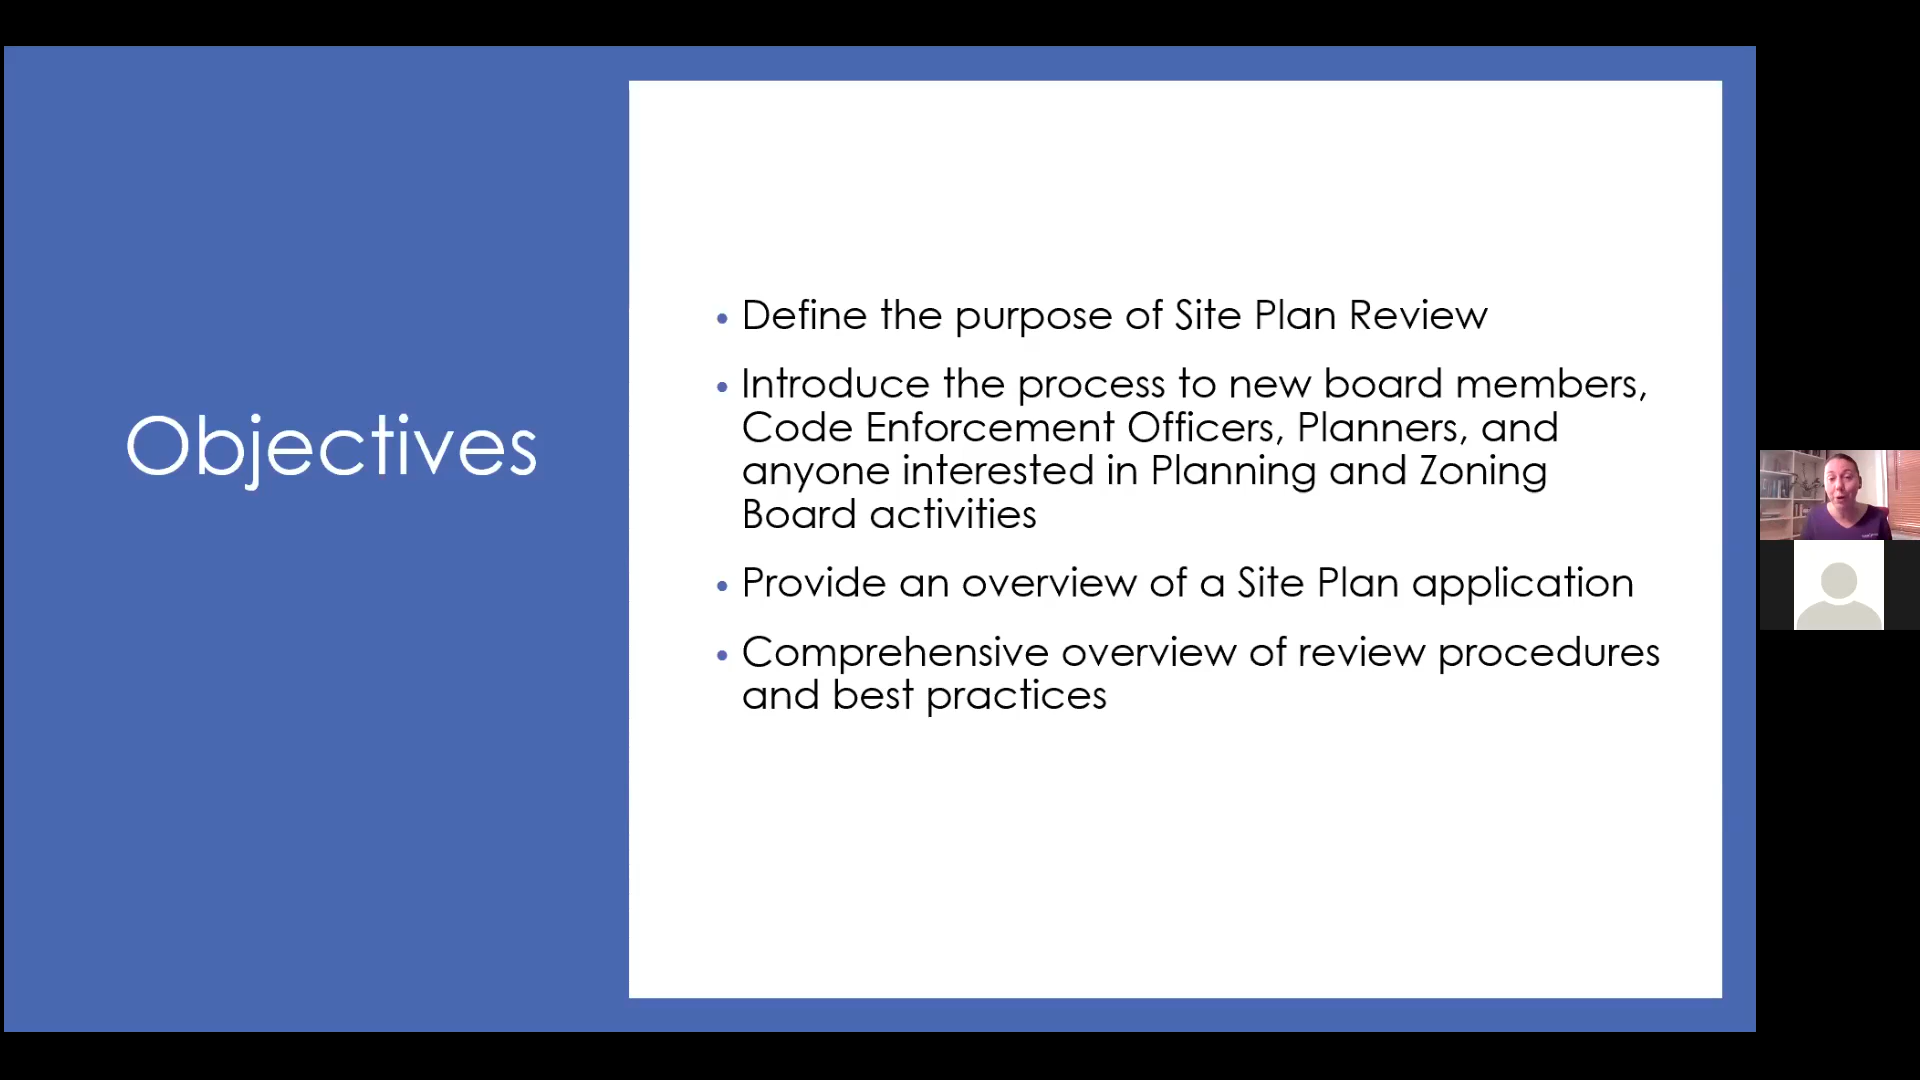 Objectives
• Define the purpose of Site Plan Review
• Introduce the process to new board members,
Code Enforcement Officers, Planners, and
anyone interested in Planning and Zoning
Board activities
• Provide an overview of a Site Plan application
• Comprehensive overview of review procedures
and best practices